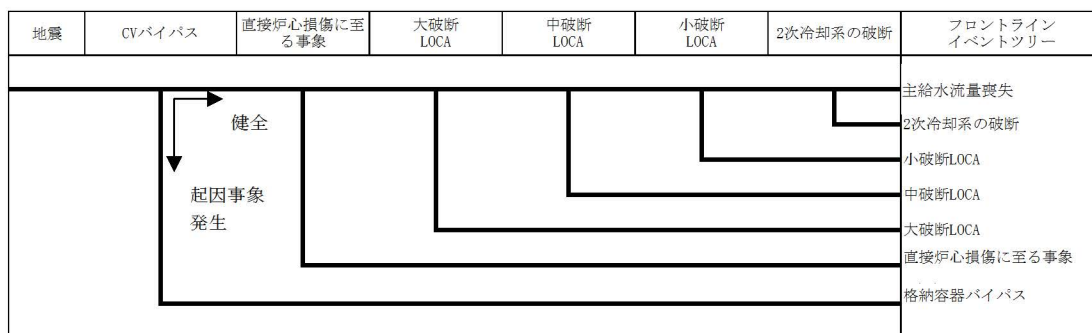 地震
CVバイパス
直接炉心損傷に至
る事象
大破断
LOCA
中破断
LOCA
小破断
LOCA
2次冷却系の破断
フロントライン
イベントツリー
主給水流量喪失
健全
2次冷却系の破断
小破断LOCA
起因事象
発生
中破断LOCA
大破断LOCA
直接炉心損傷に至る事象
格納容器バイパス